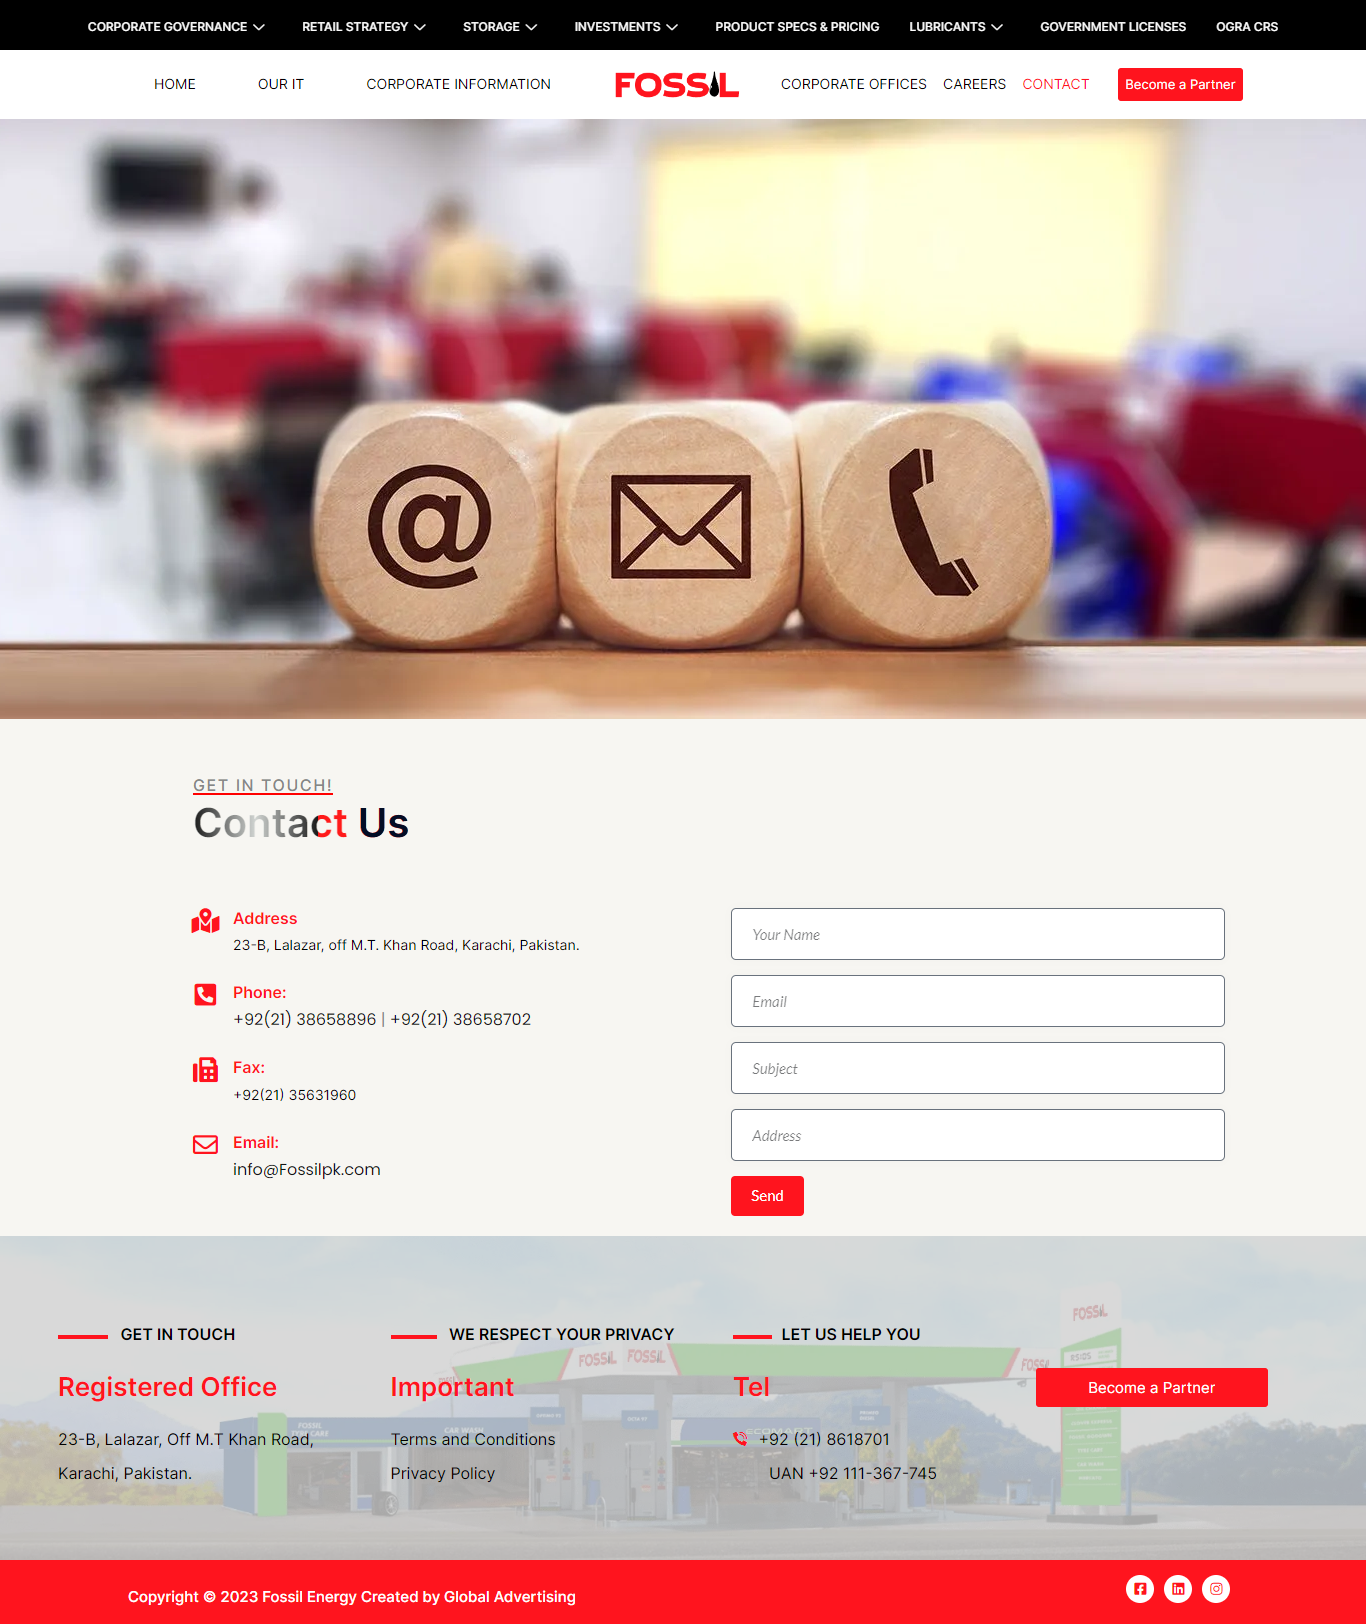 CORPORATE GOVERNANCE RETAIL STRATEGY STORAGE INVESTMENTS PRODUCT SPECS & PRICING LUBRICANTS GOVERNMENT LICENSES OGRA CRS
HOME OUR IT CORPORATE INFORMATION FOSSIL CORPORATE OFFICES CAREERS CONTACT Become a Partner
@
GET IN TOUCH!
Contact Us
Address
23-B, Lalazar, off M.T. Khan Road, Karachi, Pakistan.
Phone:
+92(21) 38658896 | +92(21) 38658702
Fax:
+92(21) 35631960
Email:
info@Fossilpk.com
Your Name
Email
Subject
Address
Send
GET IN TOUCH WE RESPECT YOUR PRIVACY LET US HELP YOU
FOSSIL
FOSSIL FOSSIL FOSSIL
Registered Office Important Tel Become a Partner
23-B, Lalazar, Off M.T Khan Road, Terms and Conditions +92 (21) 8618701
Karachi, Pakistan. Privacy Policy UAN +92 111-367-745
Copyright © 2023 Fossil Energy Created by Global Advertising